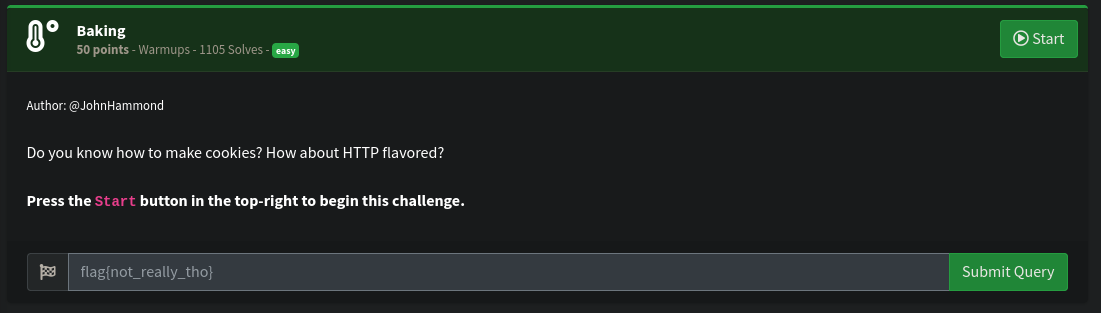 Baking
50 points - Warmups - 1105 Solves - easy
Start
Author: @JohnHammond
Do you know how to make cookies? How about HTTP flavored?
Press the Start button in the top-right to begin this challenge.
flag{not_really_tho}
Submit Query